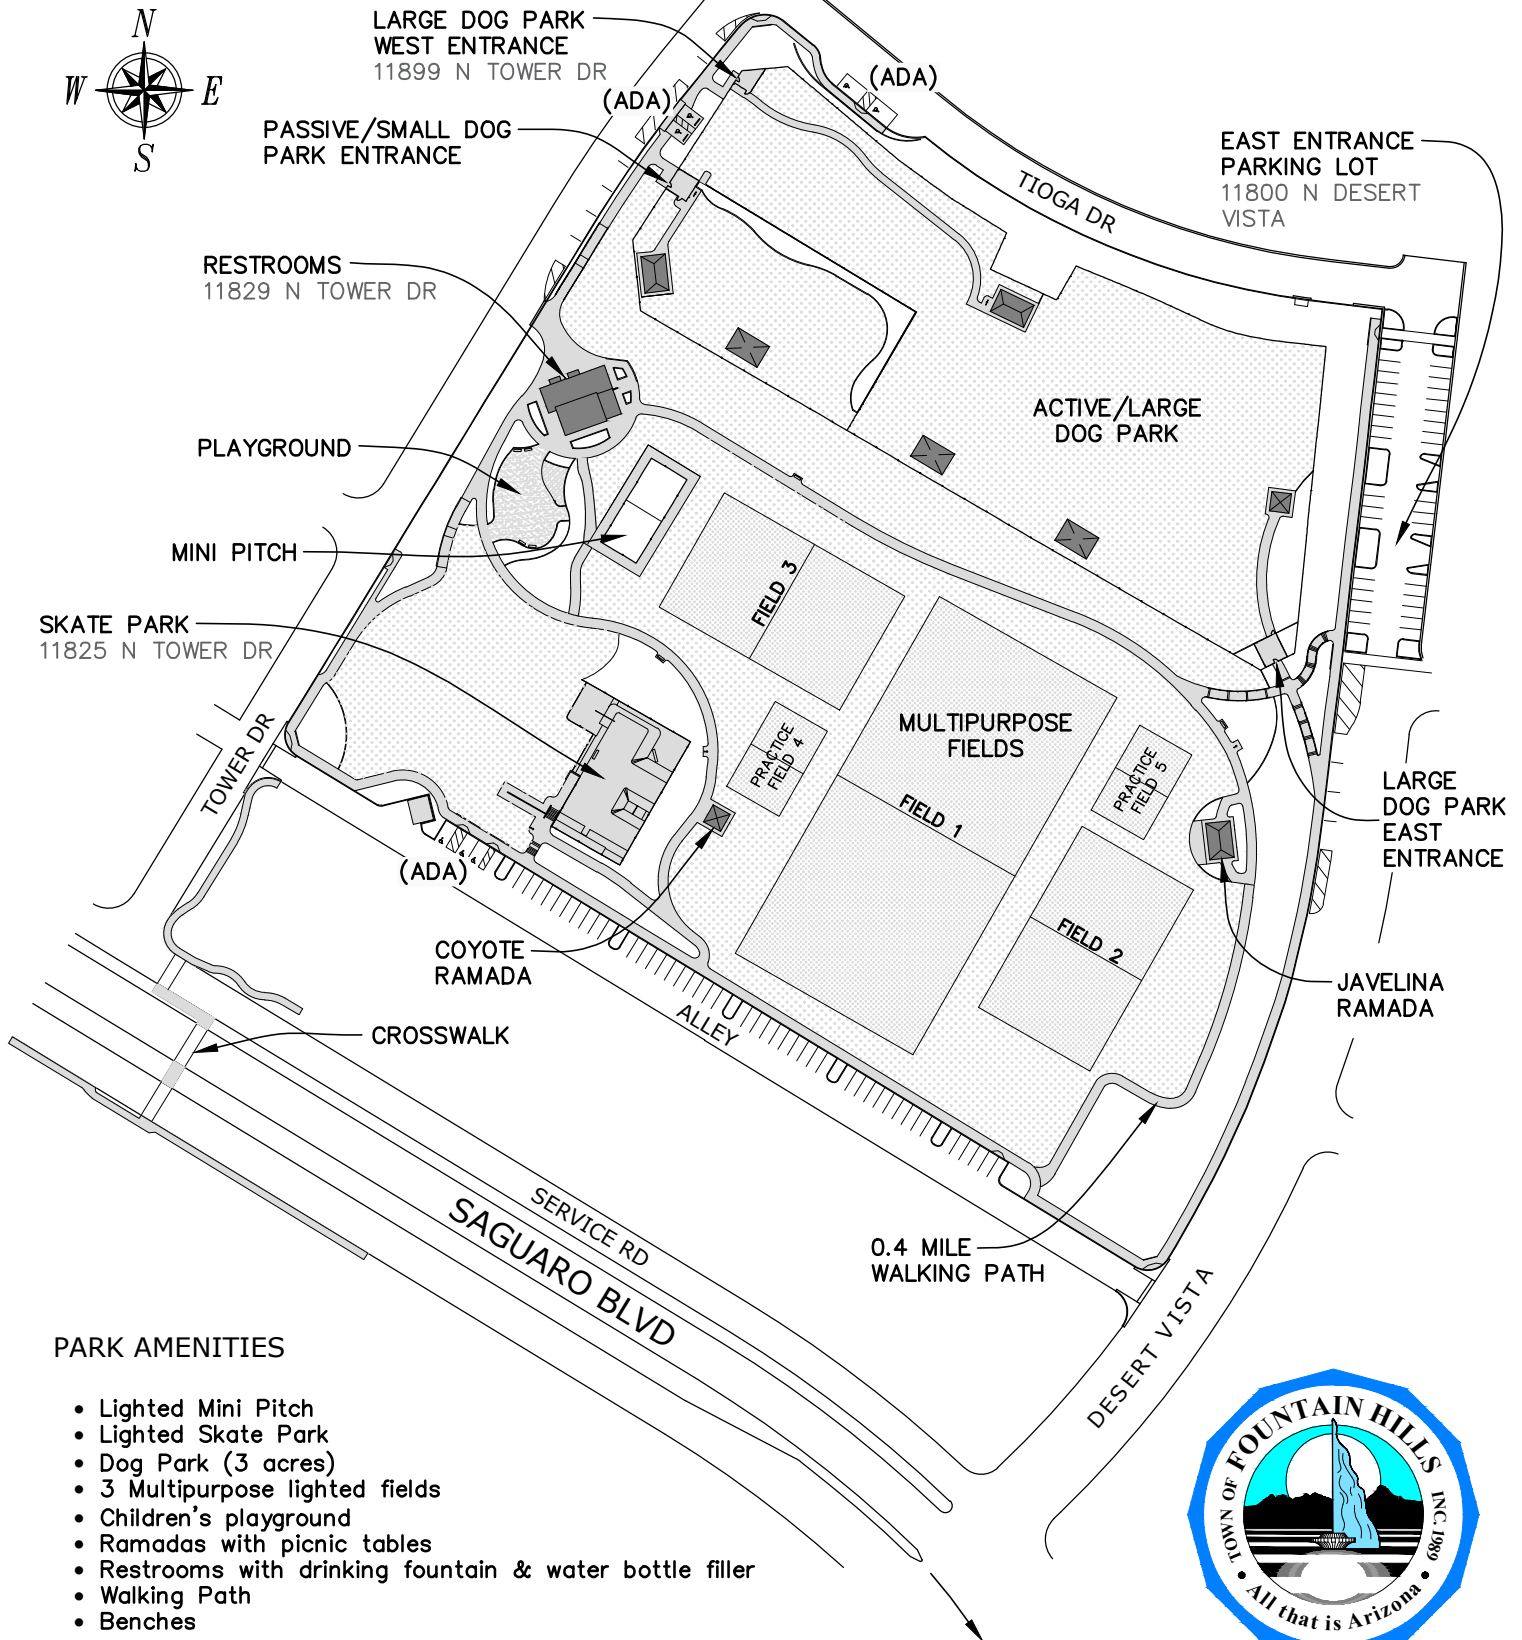 N
W E
S
LARGE DOG PARK
WEST ENTRANCE
11899 N TOWER DR
(ADA)
(ADA)
PASSIVE/SMALL DOG
PARK ENTRANCE
EAST ENTRANCE
PARKING LOT
11800 N DESERT
VISTA
TIOGA DR
RESTROOMS
11829 N TOWER DR
ACTIVE/LARGE
DOG PARK
PLAYGROUND
MINI PITCH
FIELD 3
SKATE PARK
11825 N TOWER DR
MULTIPURPOSE
FIELDS
TOWER DR
PRACTICE
FIELD 4
PRACTICE
FIELD 5
FIELD 1
LARGE
DOG PARK
EAST
ENTRANCE
(ADA)
FIELD 2
COYOTE
RAMADA
JAVELINA
RAMADA
CROSSWALK
ALLEY
SERVICE RD
SAGUARO BLVD
0.4 MILE
WALKING PATH
DESERT VISTA
PARK AMENITIES
• Lighted Mini Pitch
• Lighted Skate Park
• Dog Park (3 acres)
• 3 Multipurpose lighted fields
• Children's playground
• Ramadas with picnic tables
• Restrooms with drinking fountain & water bottle filler
• Walking Path
• Benches
TOWN OF FOUNTAIN HILLS INC. 1989
• All that is Arizona •